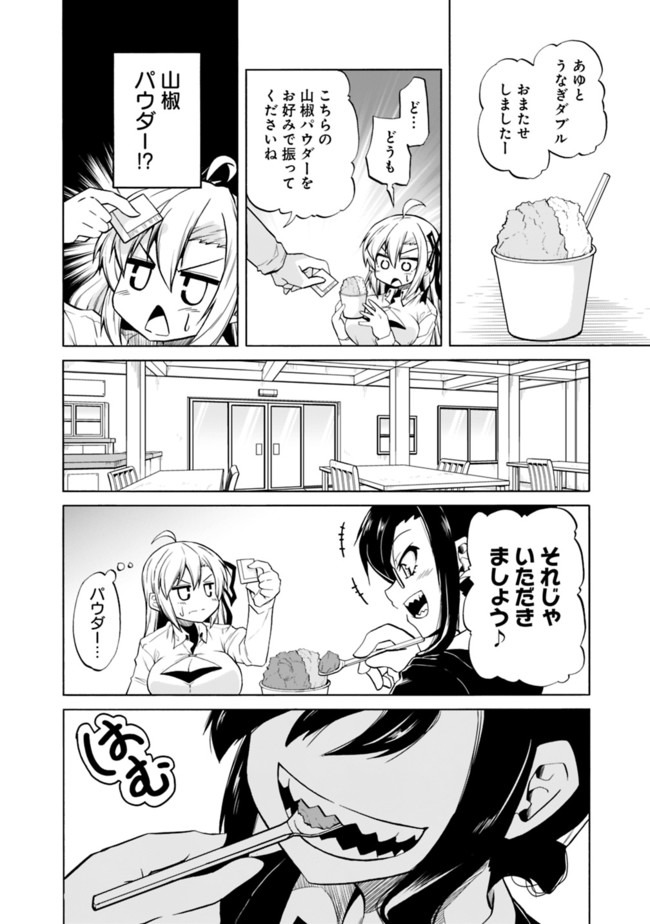 あゆと
うなぎダブル
おまたせ
しましたー
ど…
どうも
こちらの
山椒パウダーを
お好みで振って
くださいね
山椒
パウダー!?
それじゃ
いただき
ましょう♪
パウダー…
はむ